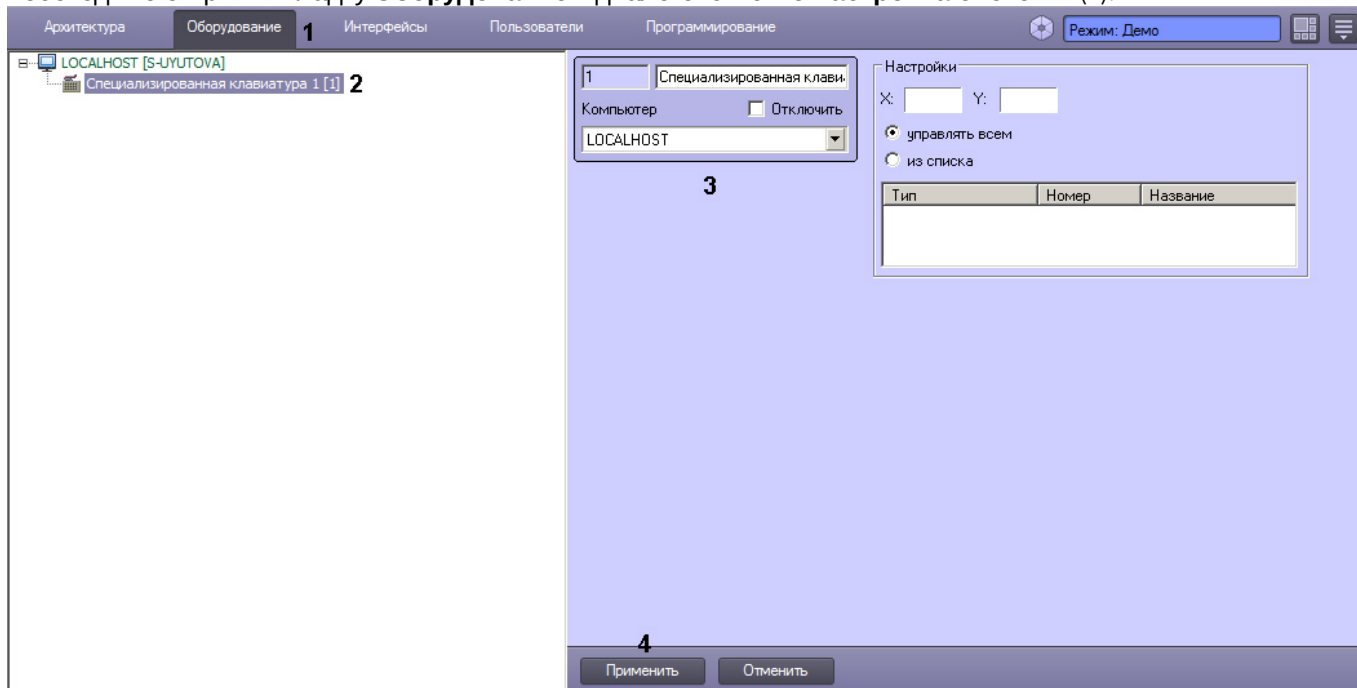 Архитектура Оборудование 1 Интерфейсы Пользователи Программирование Режим: Демо
LOCALHOST [S-UYUTOVA]
Специализированная клавиатура 1 [1] 2
1 Специализированная клави
Компьютер Отключить
LOCALHOST
3
Настройки
X: Y:
управлять всем
из списка
Тип Номер Название
4
Применить Отменить